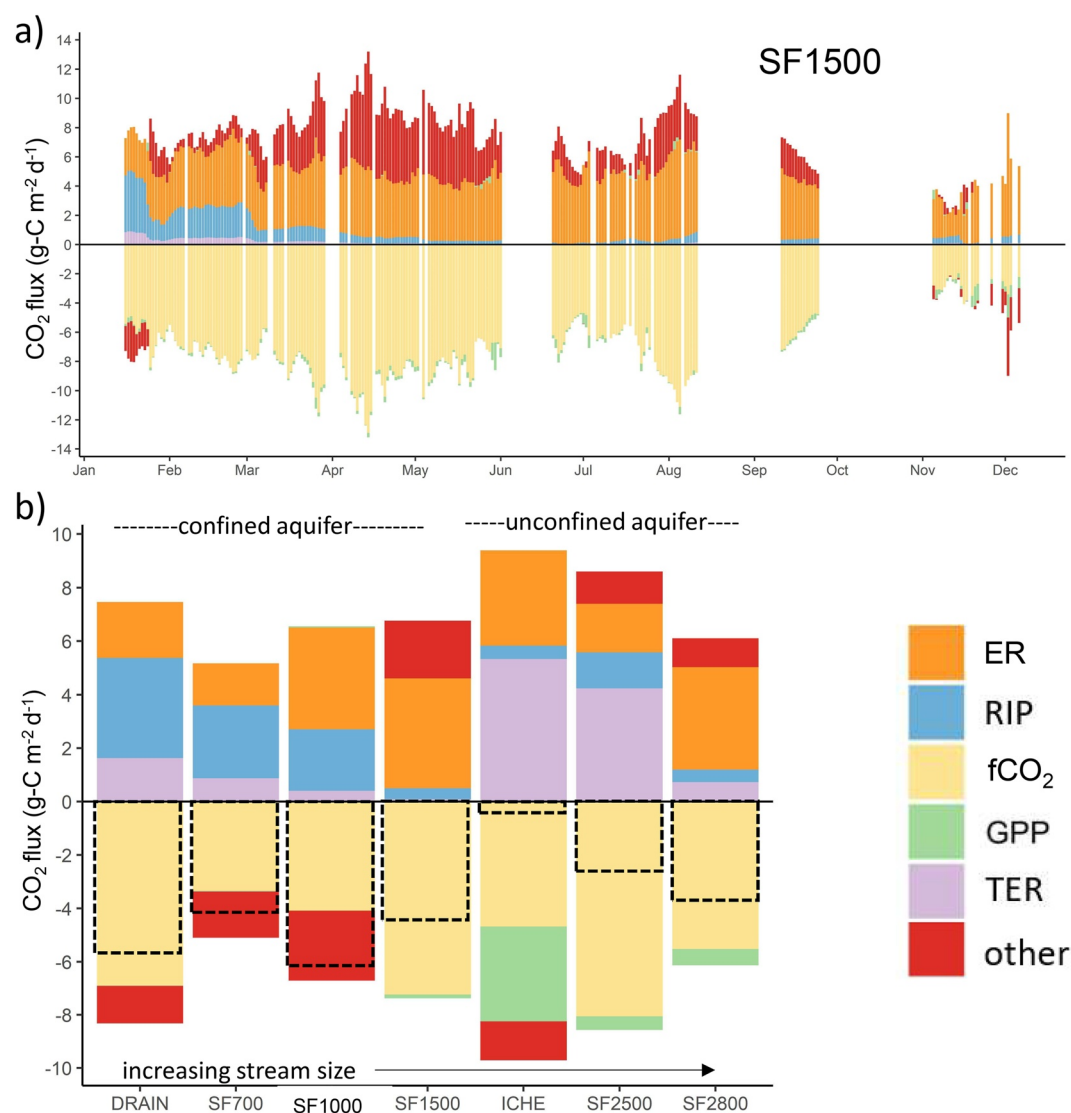 a)
SF1500
CO2 flux (g-C m-2 d-1)
14
12
10
8
6
4
2
0
-2
-4
-6
-8
-10
-12
-14
Jan Feb Mar Apr May Jun Jul Aug Sep Oct Nov Dec
b)
--------confined aquifer--------- -----unconfined aquifer----
CO2 flux (g-C m-2 d-1)
10
8
6
4
2
0
-2
-4
-6
-8
-10
increasing stream size
DRAIN SF700 SF1000 SF1500 ICHE SF2500 SF2800
ER
RIP
fCO2
GPP
TER
other